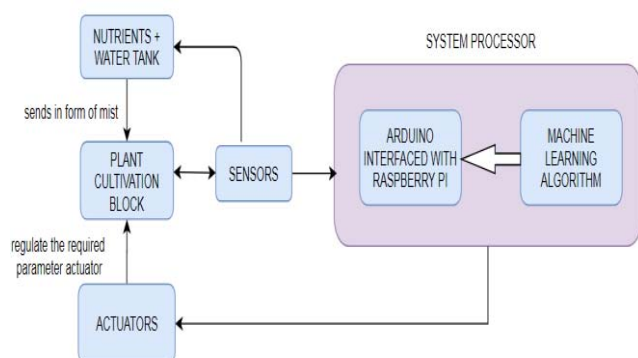 NUTRIENTS +
WATER TANK
SYSTEM PROCESSOR
sends in form of mist
PLANT
CULTIVATION
BLOCK
SENSORS
ARDUINO
INTERFACED WITH
RASPBERRY PI
MACHINE
LEARNING
ALGORITHM
regulate the required
parameter actuator
ACTUATORS